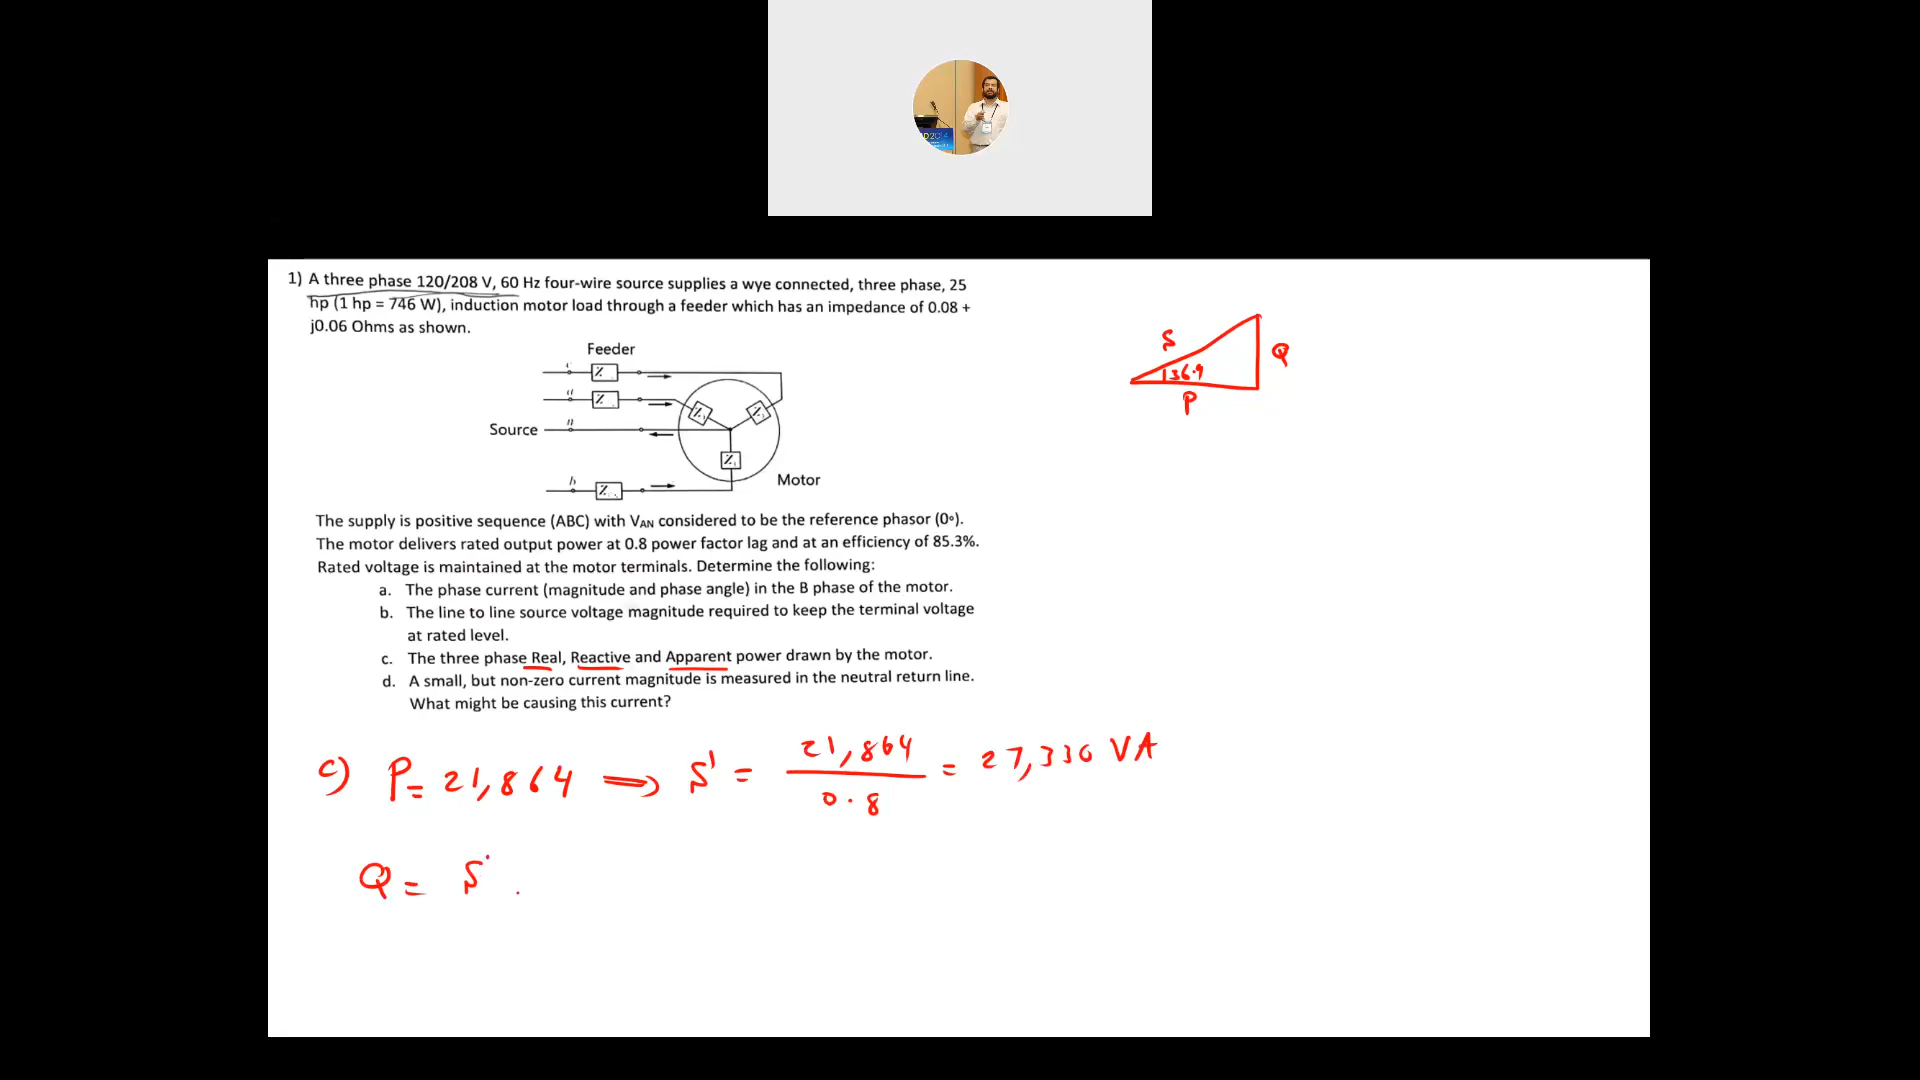 D2014
1) A three phase 120/208 V, 60 Hz four-wire source supplies a wye connected, three phase, 25
hp (1 hp = 746 W), induction motor load through a feeder which has an impedance of 0.08 +
j0.06 Ohms as shown.
Feeder
Z
a
Z
Source
n
b
Z
Z
Z
Z
Motor
S
36.9
Q
P
The supply is positive sequence (ABC) with VAN considered to be the reference phasor (0°).
The motor delivers rated output power at 0.8 power factor lag and at an efficiency of 85.3%.
Rated voltage is maintained at the motor terminals. Determine the following:
a. The phase current (magnitude and phase angle) in the B phase of the motor.
b. The line to line source voltage magnitude required to keep the terminal voltage
at rated level.
c. The three phase Real, Reactive and Apparent power drawn by the motor.
d. A small, but non-zero current magnitude is measured in the neutral return line.
What might be causing this current?
c) P = 21,864 ⟹ S' = 21,864 / 0.8 = 27,330 VA
Q = S .